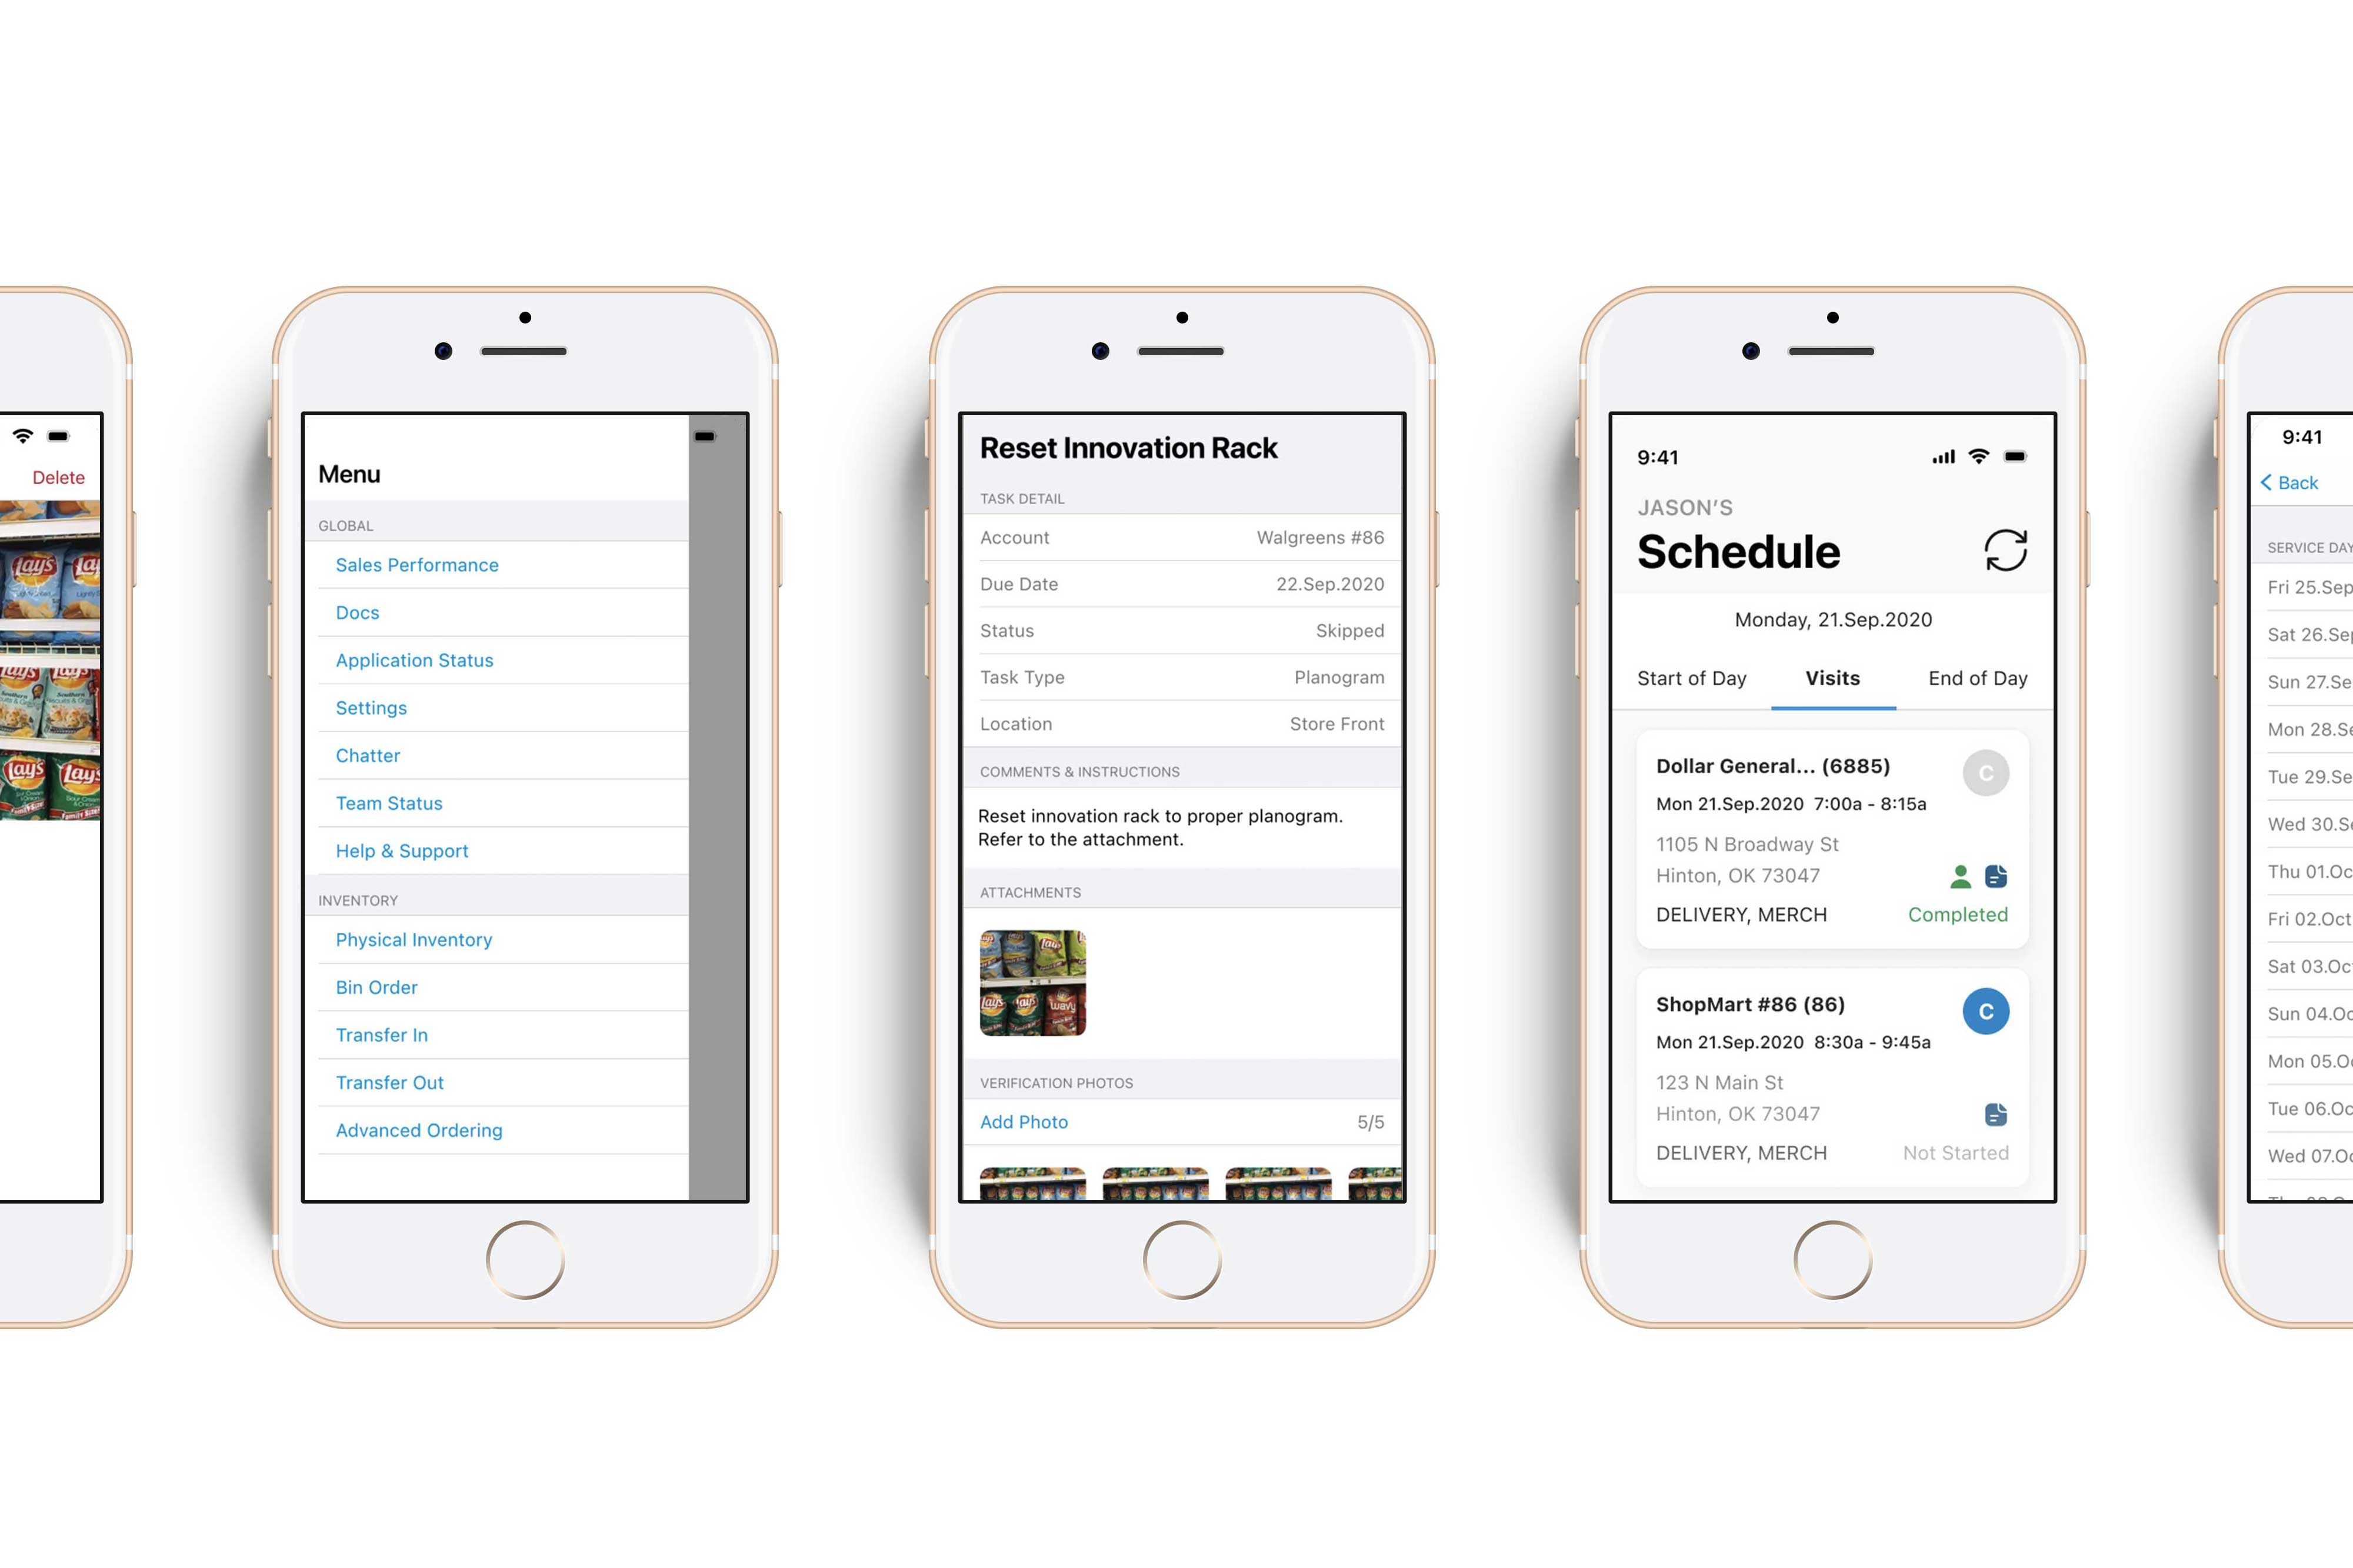 Delete
Lay's
Lay's
Lay's
Lay's
Menu
GLOBAL
Sales Performance
Docs
Application Status
Settings
Chatter
Team Status
Help & Support
INVENTORY
Physical Inventory
Bin Order
Transfer In
Transfer Out
Advanced Ordering
Reset Innovation Rack
TASK DETAIL
Account Walgreens #86
Due Date 22.Sep.2020
Status Skipped
Task Type Planogram
Location Store Front
COMMENTS & INSTRUCTIONS
Reset innovation rack to proper planogram.
Refer to the attachment.
ATTACHMENTS
Lay's
Lay's Lay's Wavy
VERIFICATION PHOTOS
Add Photo 5/5
9:41
JASON'S
Schedule
Monday, 21.Sep.2020
Start of Day Visits End of Day
Dollar General... (6885) C
Mon 21.Sep.2020 7:00a - 8:15a
1105 N Broadway St
Hinton, OK 73047
DELIVERY, MERCH Completed
ShopMart #86 (86) C
Mon 21.Sep.2020 8:30a - 9:45a
123 N Main St
Hinton, OK 73047
DELIVERY, MERCH Not Started
9:41
Back
SERVICE DAY
Fri 25.Sep
Sat 26.Se
Sun 27.Se
Mon 28.Se
Tue 29.Se
Wed 30.S
Thu 01.Oc
Fri 02.Oct
Sat 03.Oc
Sun 04.Oc
Mon 05.O
Tue 06.Oc
Wed 07.O